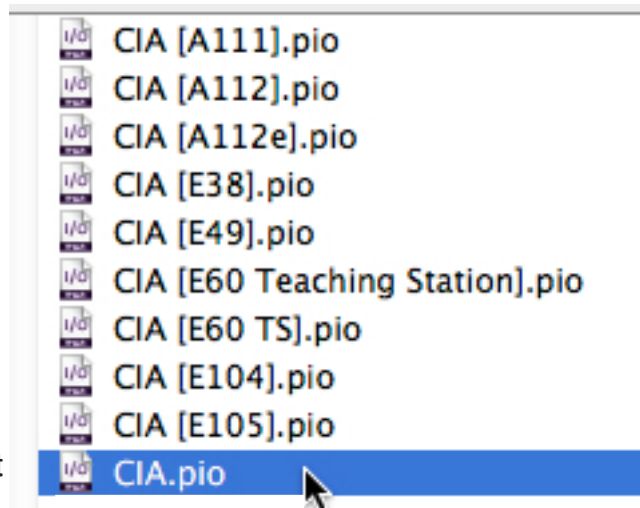 CIA [A111].pio
CIA [A112].pio
CIA [A112e].pio
CIA [E38].pio
CIA [E49].pio
CIA [E60 Teaching Station].pio
CIA [E60 TS].pio
CIA [E104].pio
CIA [E105].pio
CIA.pio